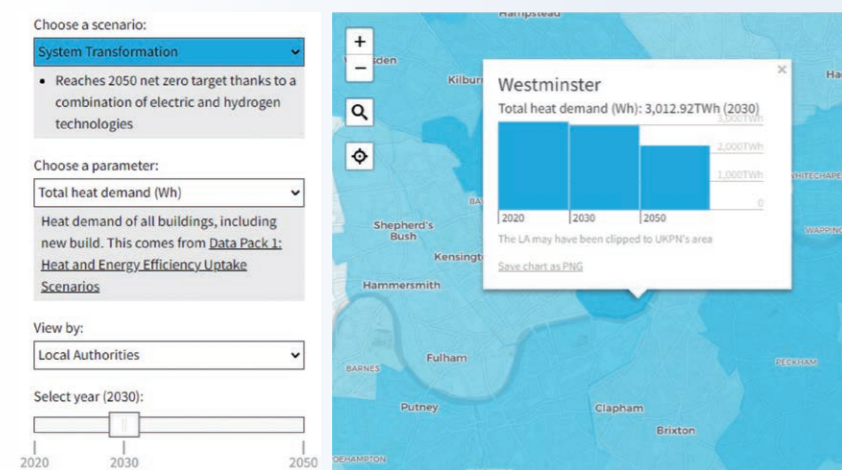 Choose a scenario:
System Transformation
• Reaches 2050 net zero target thanks to a
combination of electric and hydrogen
technologies
Choose a parameter:
Total heat demand (Wh)
Heat demand of all buildings, including
new build. This comes from Data Pack 1:
Heat and Energy Efficiency Uptake
Scenarios
View by:
Local Authorities
Select year (2030):
2020 2030 2050
+
−
Hampstead
Kilbur
Ha
Westminster
×
Total heat demand (Wh): 3,012.92TWh (2030)
3,000TWh
2,000TWh
1,000TWh
0
2020 2030 2050
The LA may have been clipped to UKPN's area
Save chart as PNG
WHITECHAPE
WAPPING
Shepherd's
Bush
Kensingt
Hammersmith
BARNES
Fulham
PECKHAM
Putney
Clapham
Brixton